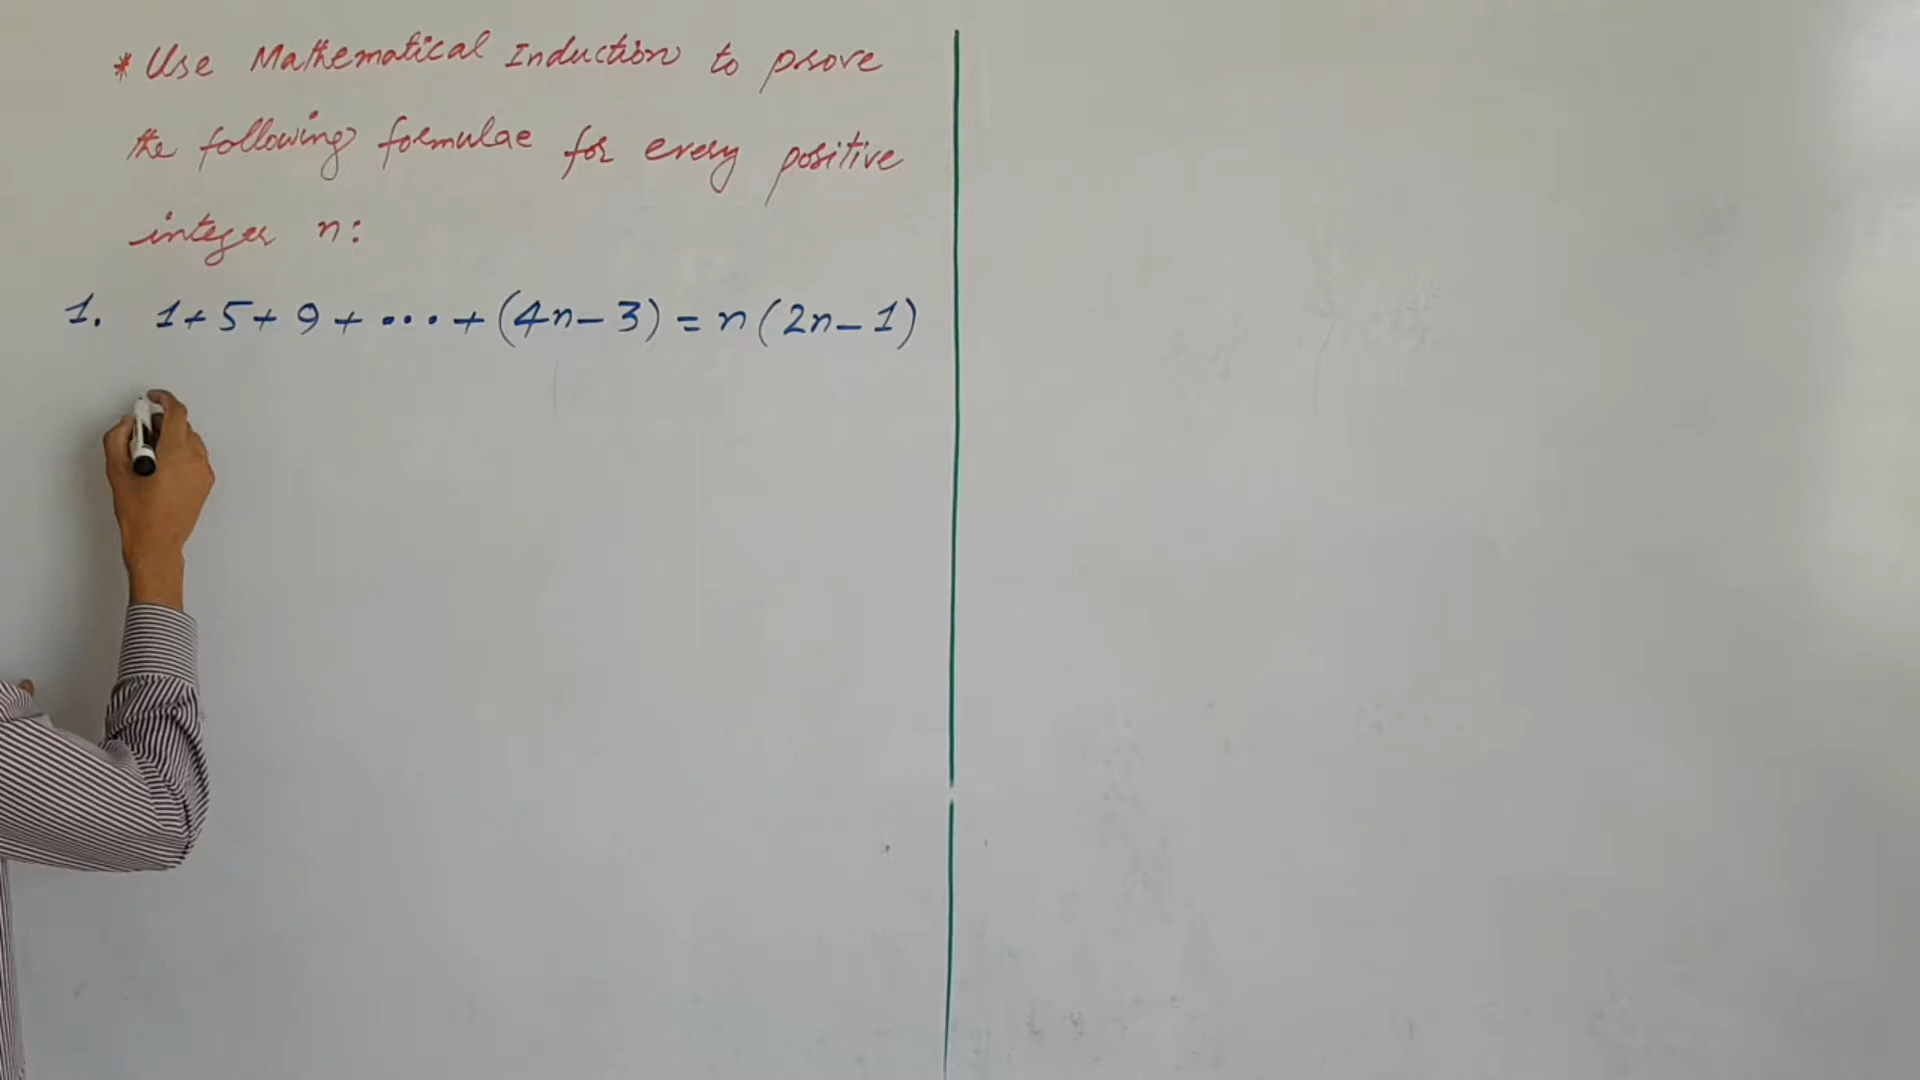 * Use Mathematical Induction to prove
the following formulae for every positive
integer n:
1. 1+5+9+...+(4n-3)=n(2n-1)